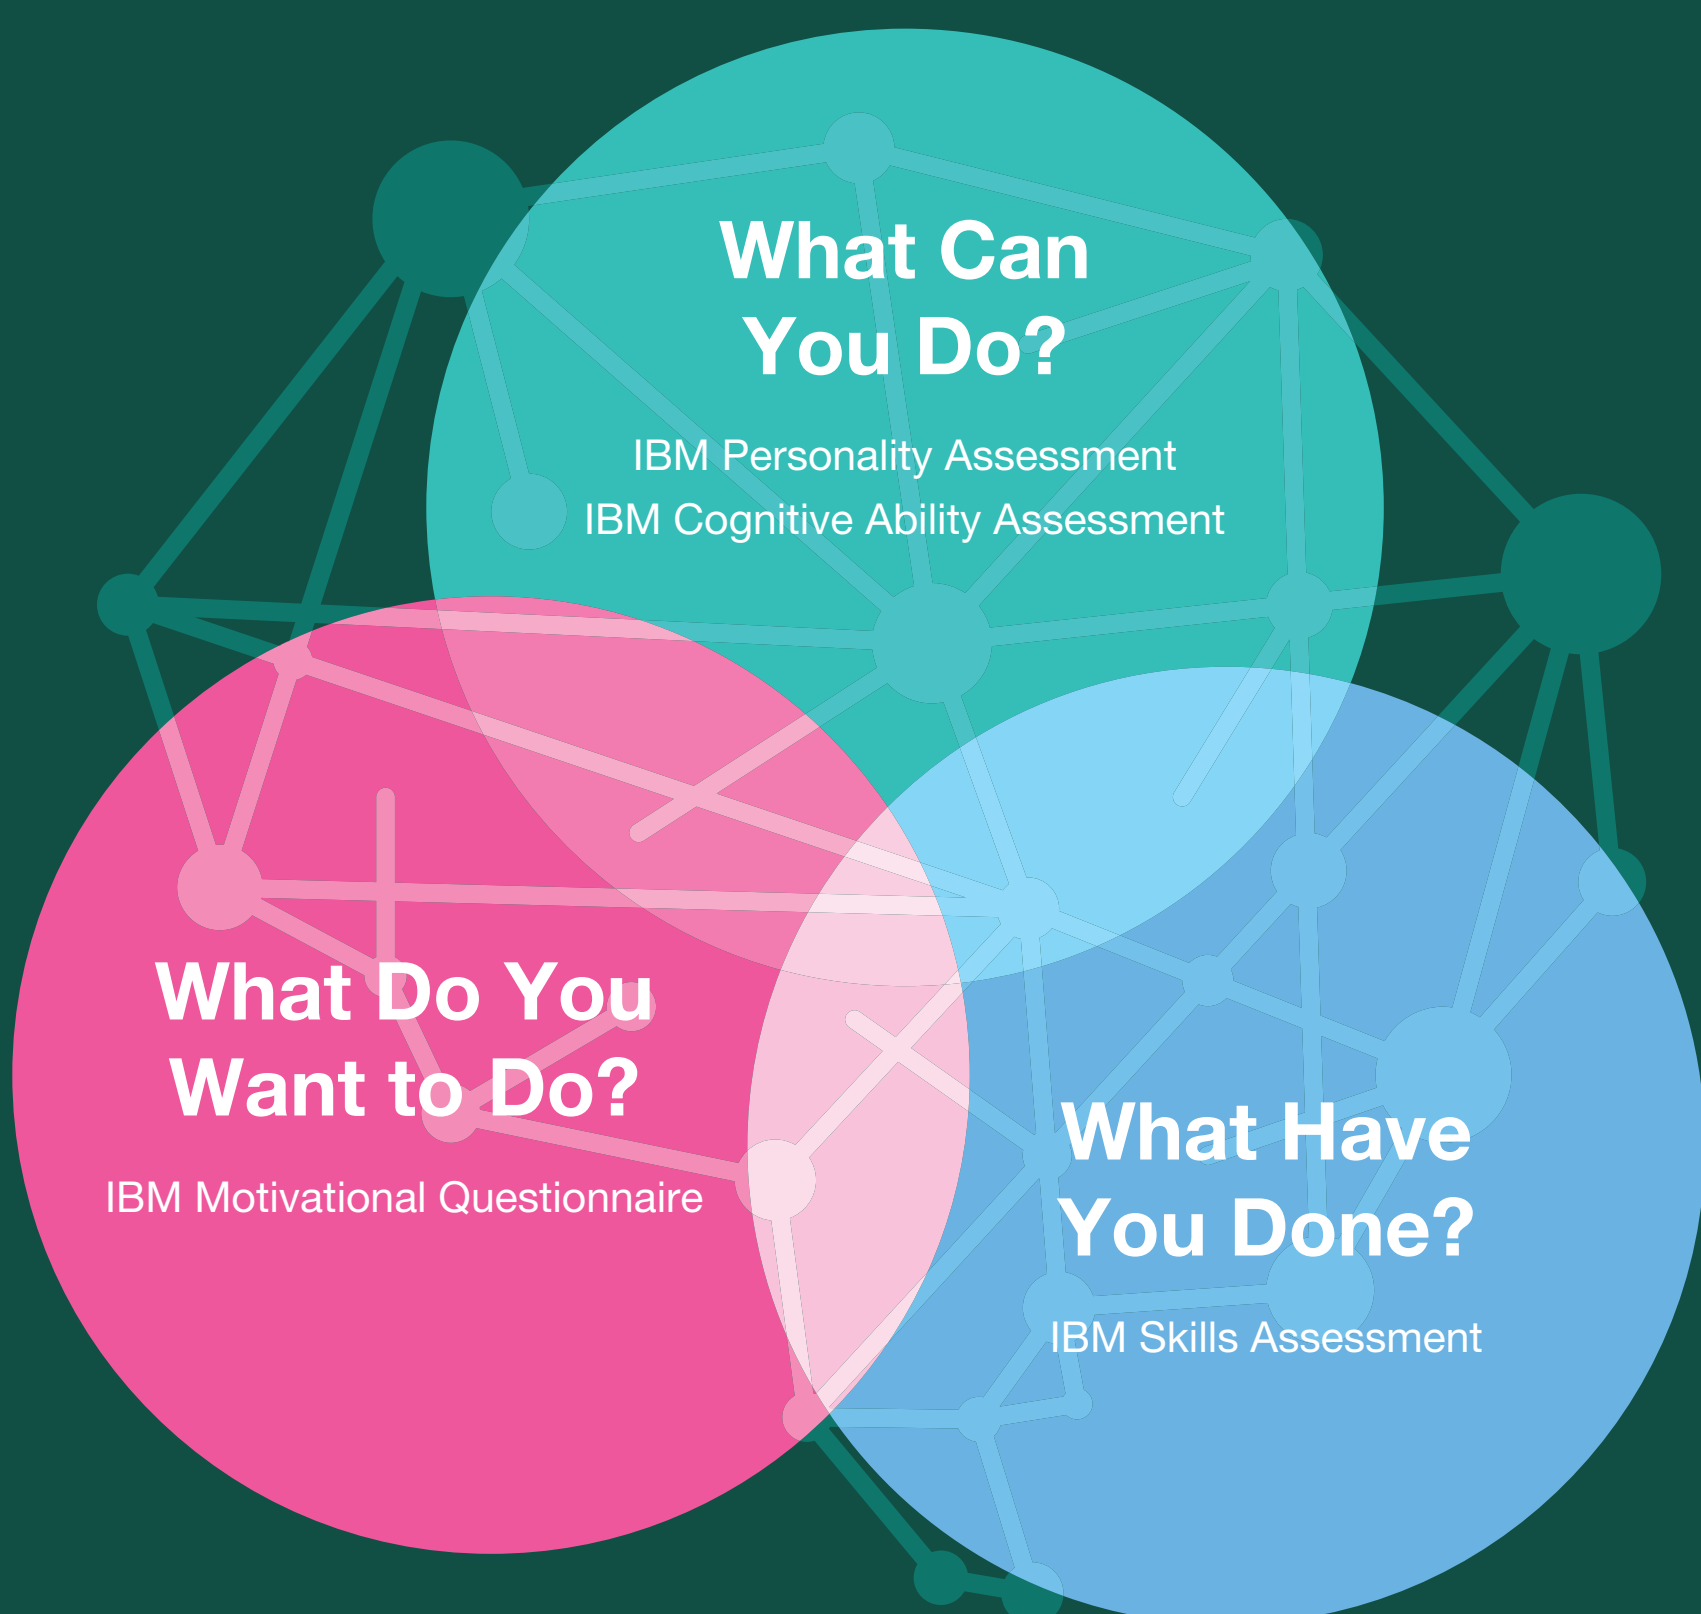 What Can
You Do?
IBM Personality Assessment
IBM Cognitive Ability Assessment
What Do You
Want to Do?
IBM Motivational Questionnaire
What Have
You Done?
IBM Skills Assessment